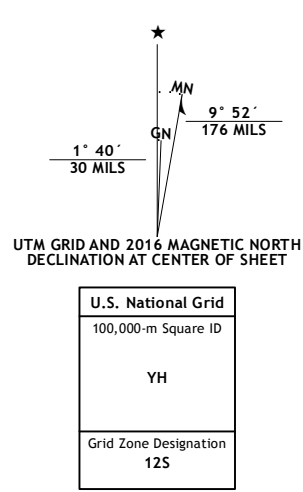 ★
MN
9° 52´
176 MILS
GN
1° 40´
30 MILS
UTM GRID AND 2016 MAGNETIC NORTH
DECLINATION AT CENTER OF SHEET
U.S. National Grid
100,000-m Square ID
YH
Grid Zone Designation
12S